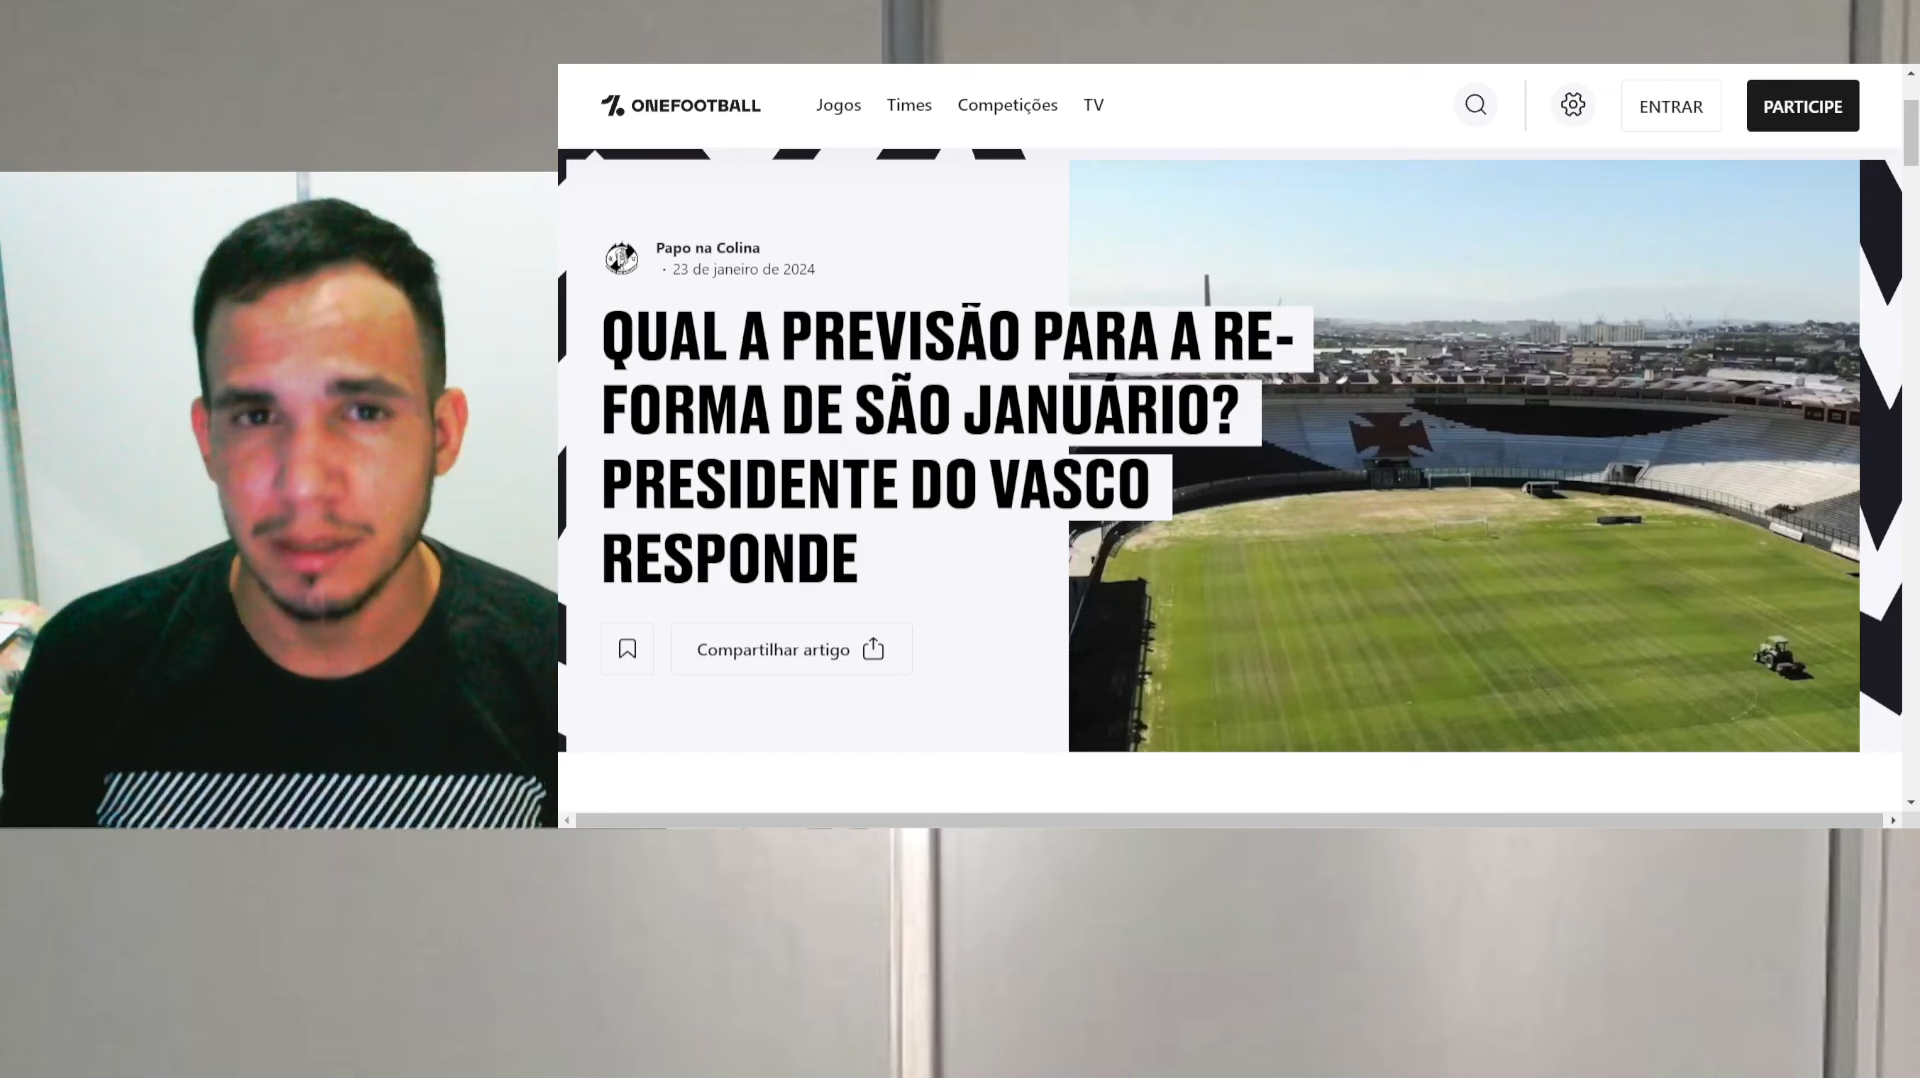 ONEFOOTBALL
Jogos Times Competições TV
ENTRAR
PARTICIPE
Papo na Colina
· 23 de janeiro de 2024
QUAL A PREVISÃO PARA A RE-
FORMA DE SÃO JANUÁRIO?
PRESIDENTE DO VASCO
RESPONDE
Compartilhar artigo